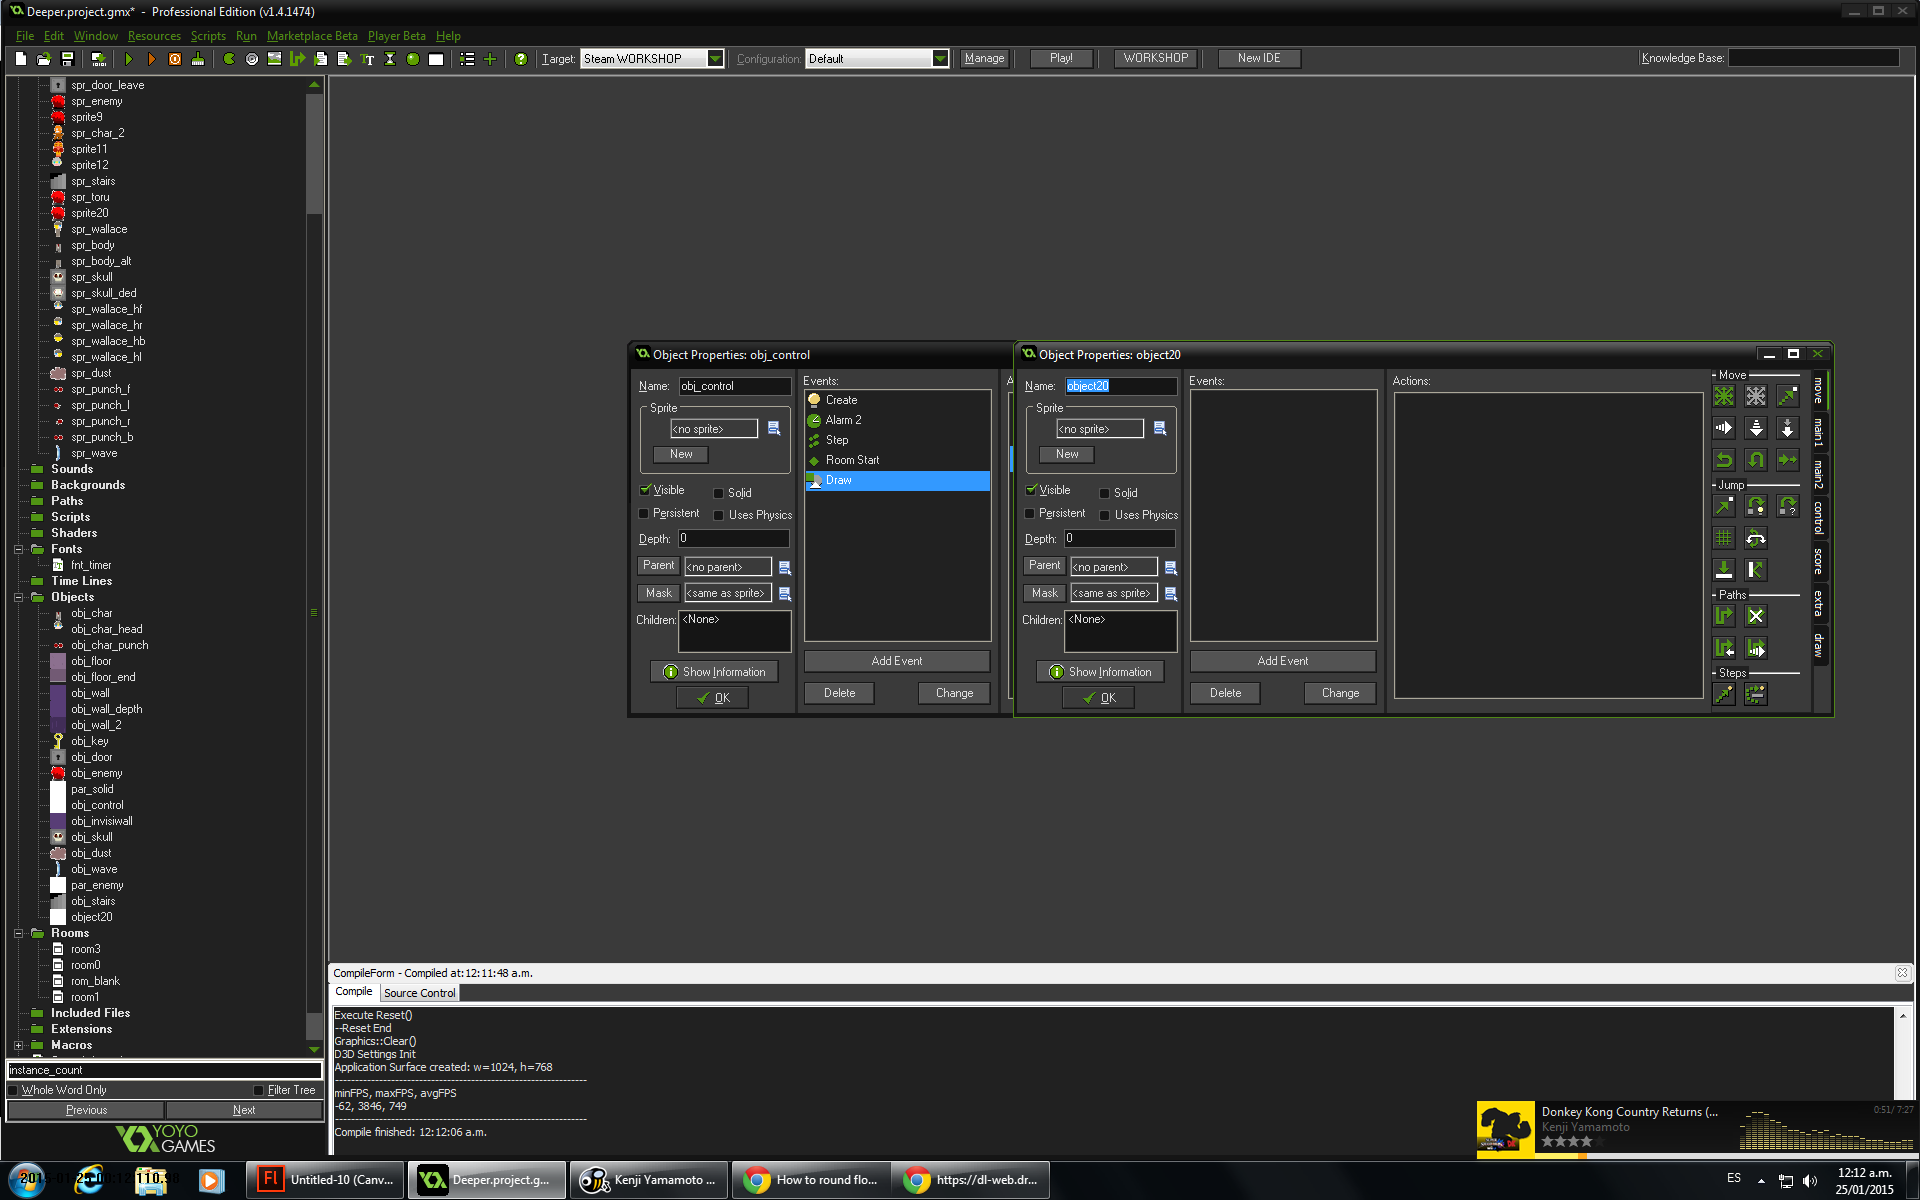 Deeper.project.gmx*  -  Professional Edition (v1.4.1474)
File Edit Window Resources Scripts Run Marketplace Beta Player Beta Help
Target: Steam WORKSHOP Configuration: Default Manage Play! WORKSHOP New IDE Knowledge Base:
spr_door_leave
spr_enemy
sprite9
spr_char_2
sprite11
sprite12
spr_stairs
spr_toru
sprite20
spr_wallace
spr_body
spr_body_alt
spr_skull
spr_skull_ded
spr_wallace_hf
spr_wallace_hr
spr_wallace_hb
spr_wallace_hl
spr_dust
spr_punch_f
spr_punch_l
spr_punch_r
spr_punch_b
spr_wave
Sounds
Backgrounds
Paths
Scripts
Shaders
Fonts
fnt_timer
Time Lines
Objects
obj_char
obj_char_head
obj_char_punch
obj_floor
obj_floor_end
obj_wall
obj_wall_depth
obj_wall_2
obj_key
obj_door
obj_enemy
par_solid
obj_control
obj_invisiwall
obj_skull
obj_dust
obj_wave
par_enemy
obj_stairs
object20
Rooms
room3
room0
rom_blank
room1
Included Files
Extensions
Macros
instance_count
Whole Word Only Filter Tree
Previous Next
YOYO
GAMES
Object Properties: obj_control
Name: obj_control
Sprite
<no sprite>
New
Visible Solid
Persistent Uses Physics
Depth: 0
Parent <no parent>
Mask <same as sprite>
Children: <None>
Show Information
OK
Events:
Create
Alarm 2
Step
Room Start
Draw
Add Event
Delete Change
A
Object Properties: object20
Name: object20
Sprite
<no sprite>
New
Visible Solid
Persistent Uses Physics
Depth: 0
Parent <no parent>
Mask <same as sprite>
Children: <None>
Show Information
OK
Events:
Add Event
Delete Change
Actions:
Move
Jump
Paths
Steps
move
main1
main2
control
score
extra
draw
CompileForm - Compiled at:12:11:48 a.m.
Compile Source Control
Execute Reset()
--Reset End
Graphics::Clear()
D3D Settings Init
Application Surface created: w=1024, h=768
minFPS, maxFPS, avgFPS
-62, 3846, 749
Compile finished: 12:12:06 a.m.
Donkey Kong Country Returns (...
0:51/ 7:27
Kenji Yamamoto
Fl Untitled-10 (Canv... Deeper.project.g... Kenji Yamamoto ... How to round flo... https://dl-web.dr...
ES
12:12 a.m.
25/01/2015